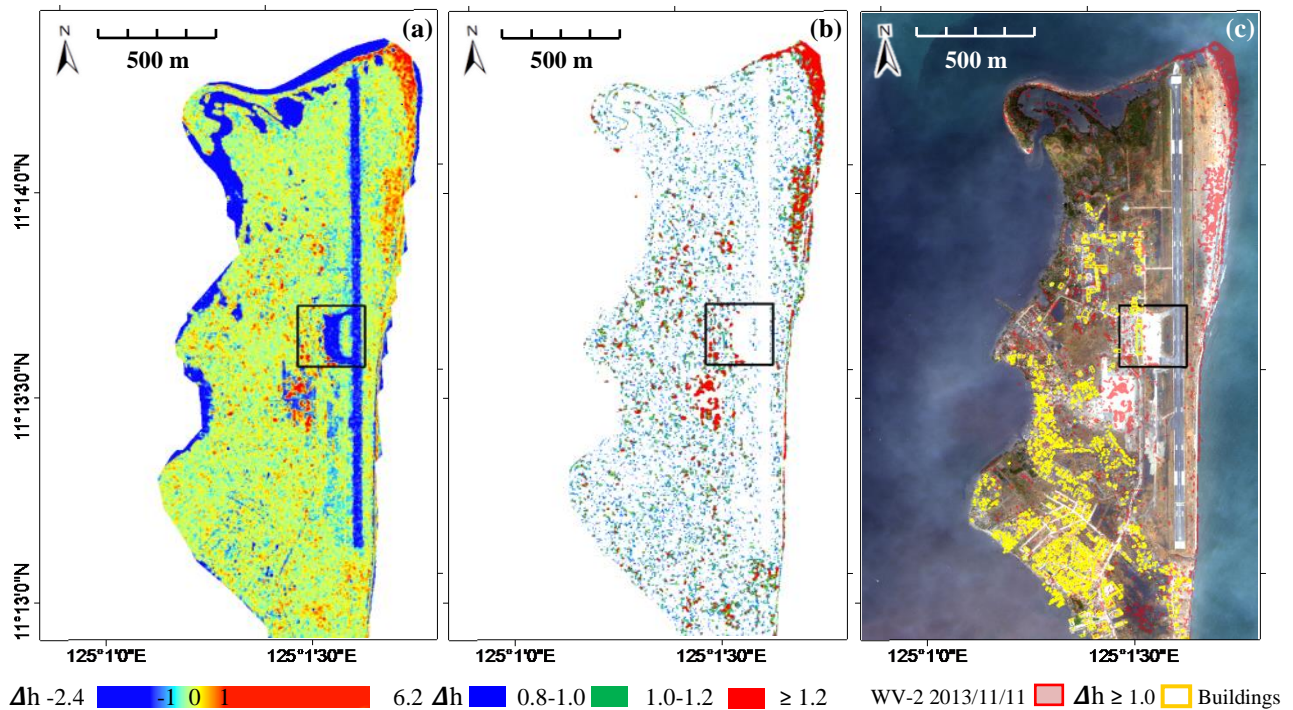 N (a) N (b) N (c)
500 m 500 m 500 m
11°14'0"N
11°13'30"N
11°13'0"N
125°1'0"E 125°1'30"E 125°1'0"E 125°1'30"E 125°1'0"E 125°1'30"E
Δh -2.4 -1 0 1 6.2 Δh 0.8-1.0 1.0-1.2 ≥ 1.2 WV-2 2013/11/11 Δh ≥ 1.0 Buildings